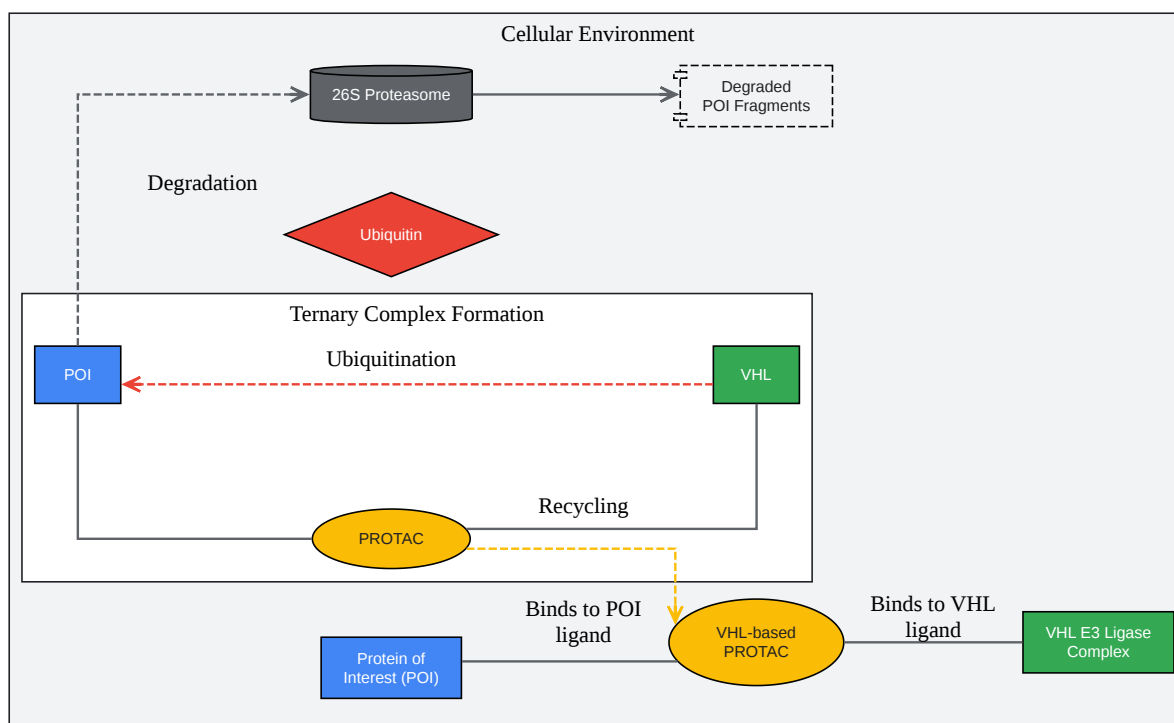 Cellular Environment
26S Proteasome
Degraded
POI Fragments
Degradation
Ubiquitin
Ternary Complex Formation
Ubiquitination
POI
VHL
Recycling
PROTAC
Binds to POI
ligand
Binds to VHL
ligand
VHL-based
PROTAC
VHL E3 Ligase
Complex
Protein of
Interest (POI)